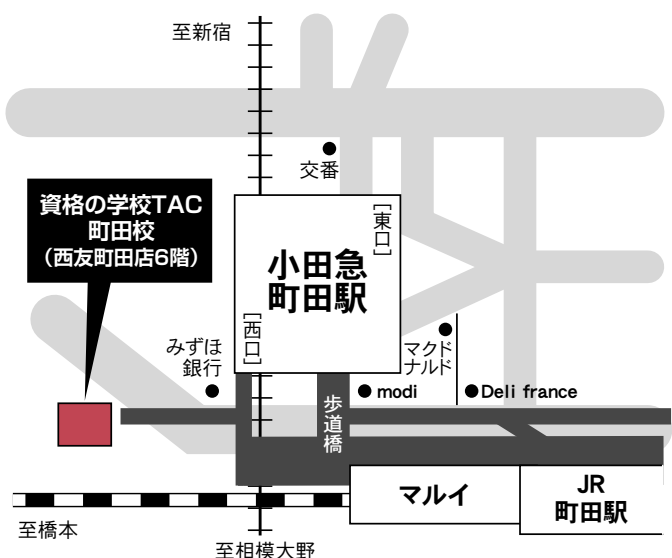 至新宿
交番
資格の学校TAC
町田校
(西友町田店6階)
[東口]
小田急
町田駅
[西口]
みずほ
銀行
マクド
ナルド
modi
Deli france
歩道橋
マルイ
JR
町田駅
至橋本
至相模大野